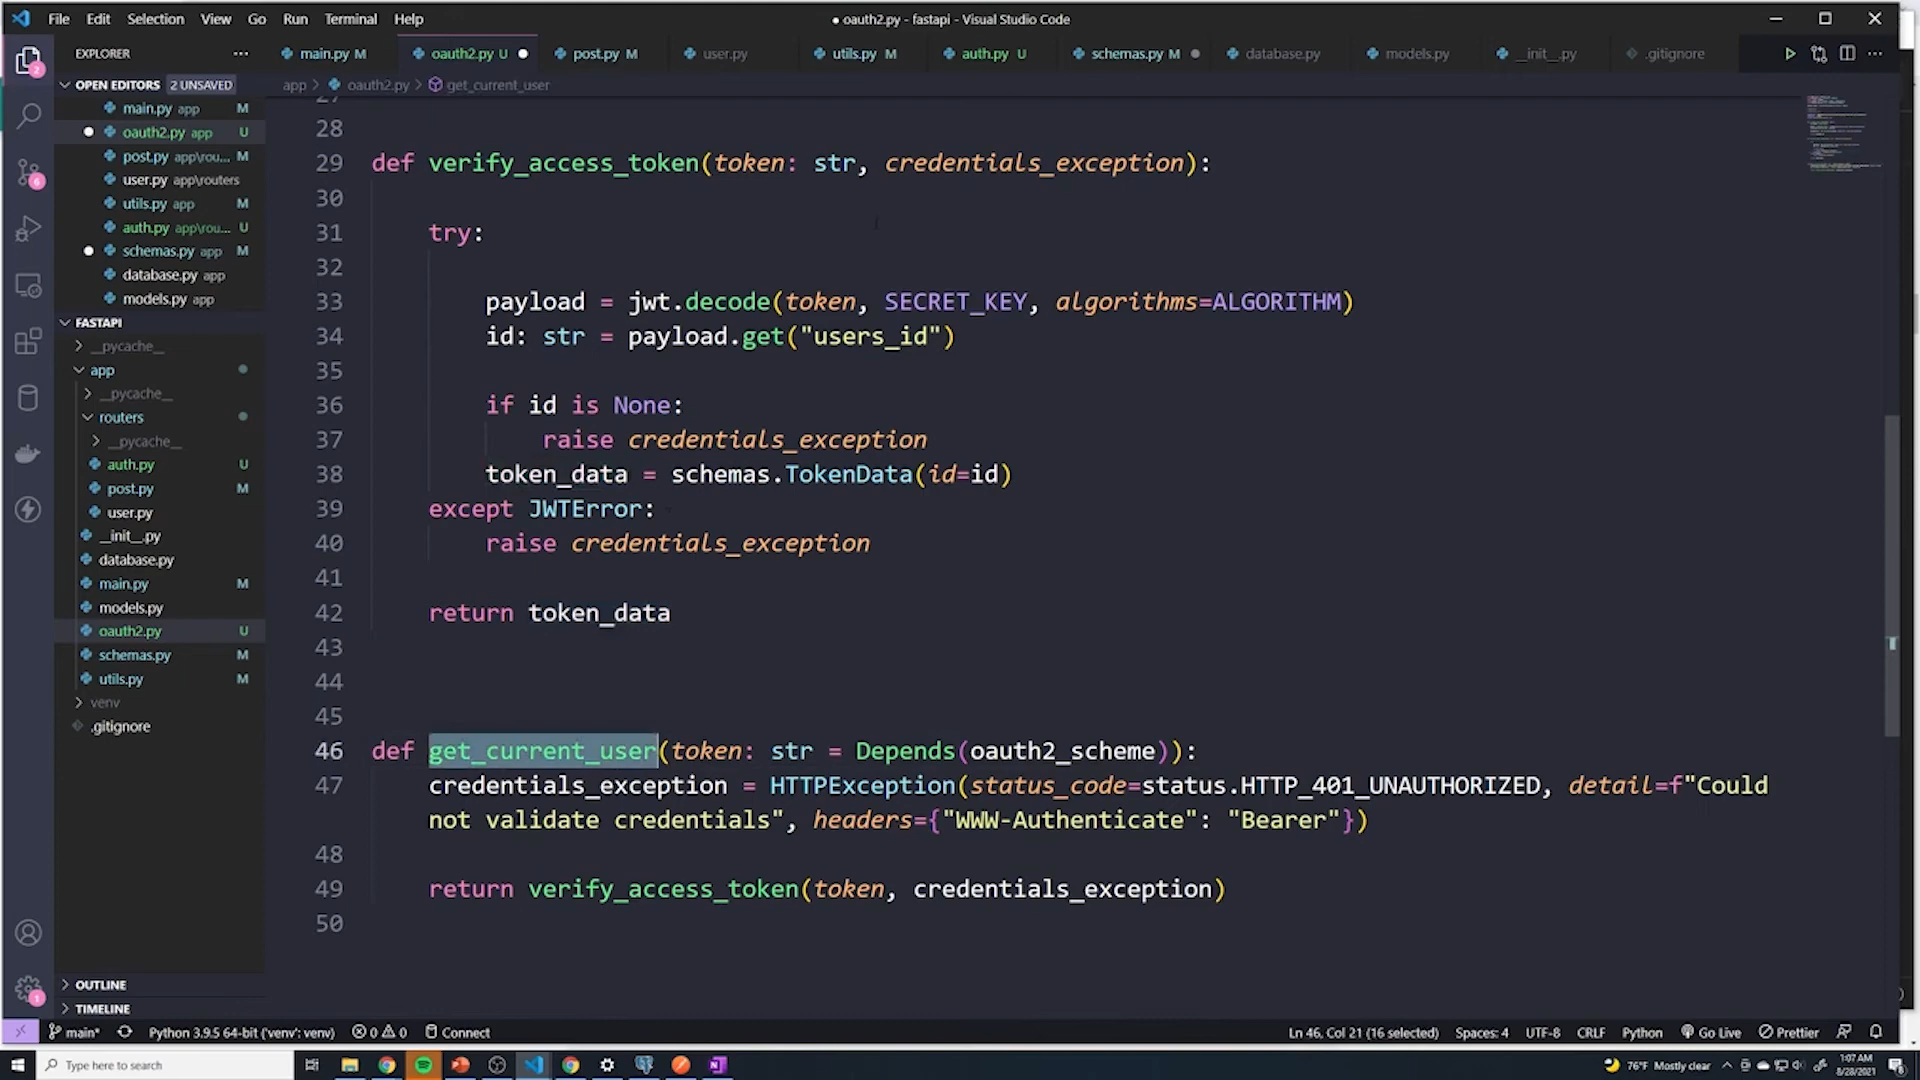 File Edit Selection View Go Run Terminal Help
● oauth2.py - fastapi - Visual Studio Code
EXPLORER
main.py M
oauth2.py U
post.py M
user.py
utils.py M
auth.py U
schemas.py M
database.py
models.py
__init__.py
.gitignore
OPEN EDITORS 2 UNSAVED
app > oauth2.py > get_current_user
main.py app M
oauth2.py app U
post.py app\rou... M
user.py app\routers
utils.py app M
auth.py app\rou... U
schemas.py app M
database.py app
models.py app
FASTAPI
__pycache__
app
__pycache__
routers
__pycache__
auth.py U
post.py M
user.py
__init__.py
database.py
main.py M
models.py
oauth2.py U
schemas.py M
utils.py M
venv
.gitignore
OUTLINE
TIMELINE
2
6
1
27
28
29 def verify_access_token(token: str, credentials_exception):
30
31 try:
32
33 payload = jwt.decode(token, SECRET_KEY, algorithms=ALGORITHM)
34 id: str = payload.get("users_id")
35
36 if id is None:
37 raise credentials_exception
38 token_data = schemas.TokenData(id=id)
39 except JWTError:
40 raise credentials_exception
41
42 return token_data
43
44
45
46 def get_current_user(token: str = Depends(oauth2_scheme)):
47 credentials_exception = HTTPException(status_code=status.HTTP_401_UNAUTHORIZED, detail=f"Could
not validate credentials", headers={"WWW-Authenticate": "Bearer"})
48
49 return verify_access_token(token, credentials_exception)
50
main* Python 3.9.5 64-bit ('venv': venv) 0 0 Connect
Ln 46, Col 21 (16 selected) Spaces: 4 UTF-8 CRLF Python Go Live Prettier
Type here to search
76°F Mostly clear
1:07 AM
8/28/2021